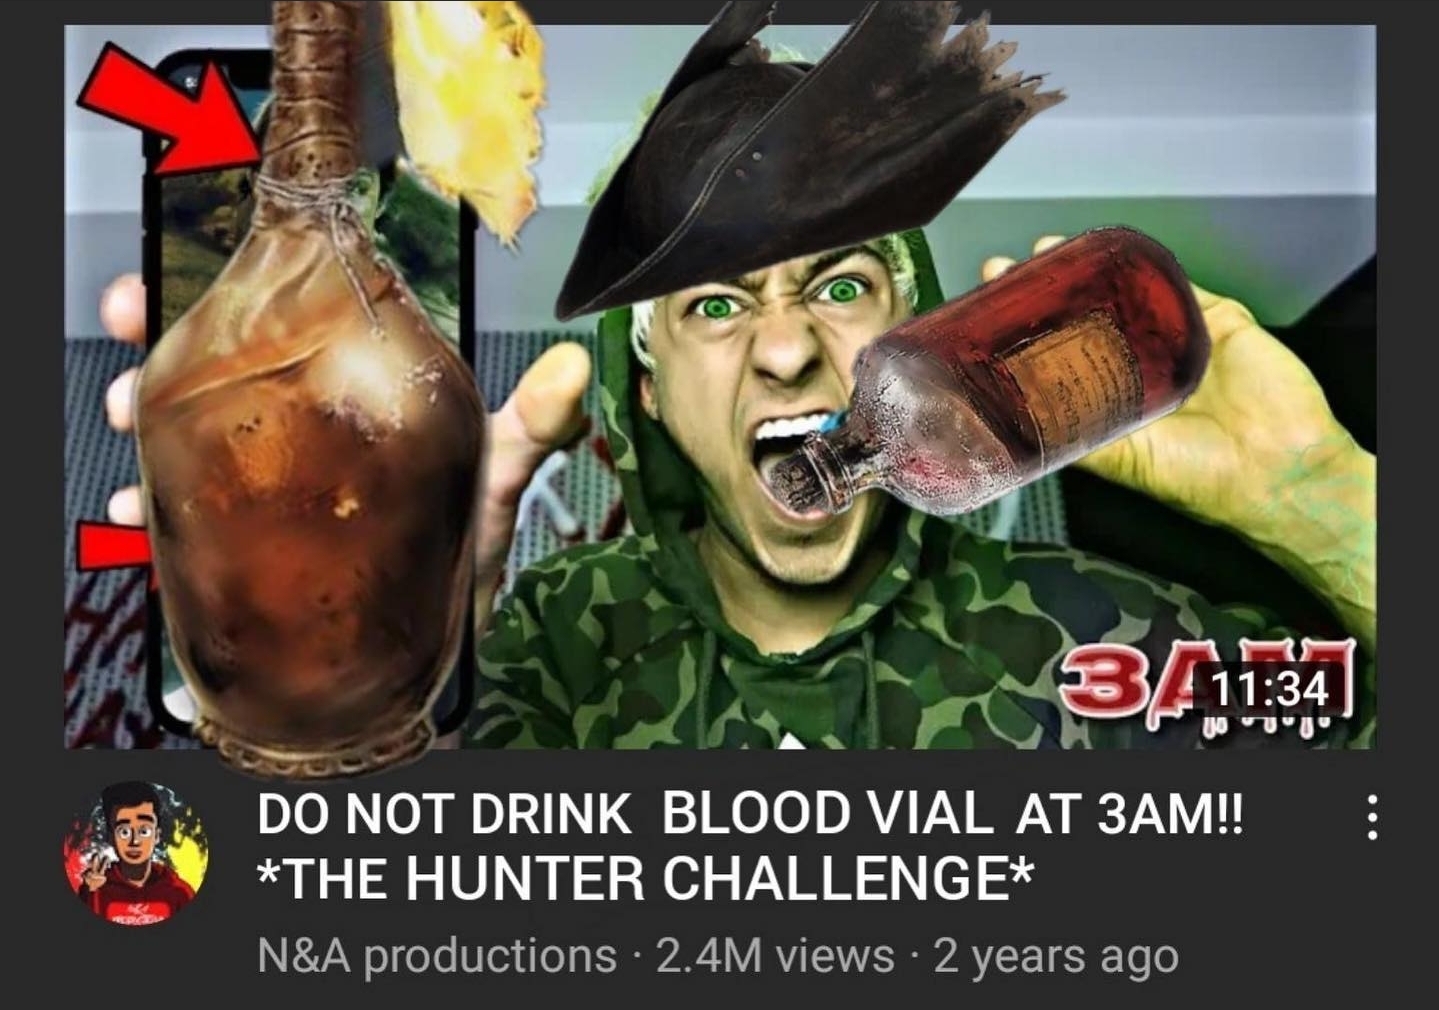 3AM
11:34
DO NOT DRINK BLOOD VIAL AT 3AM!!
*THE HUNTER CHALLENGE*
N&A productions · 2.4M views · 2 years ago